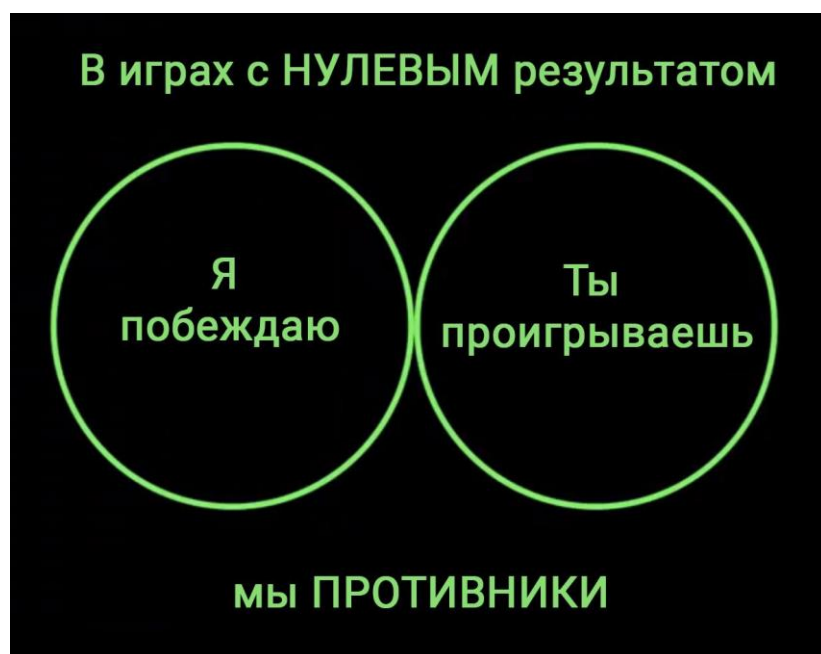 В играх с НУЛЕВЫМ результатом
Я
побеждаю
Ты
проигрываешь
мы ПРОТИВНИКИ